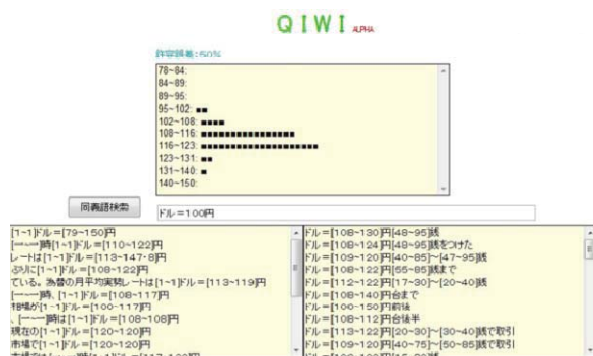 QIWI ALPHA
許容誤差:50%
78~84:
84~89:
89~95:
95~102: ■■
102~108: ■■■■
108~116: ■■■■■■■■■■■■■■■■
116~123: ■■■■■■■■■■■■■■■■■■■■
123~131: ■■
131~140: ■
140~150:
同義語検索
ドル=100円
[1~1]ドル=[79~150]円
[一~一]時[1~1]ドル=[110~122]円
レートは[1~1]ドル=[113~147・8]円
ぶりに[1~1]ドル=[108~122]円
ている。為替の月平均実勢レートは[1~1]ドル=[113~119]円
[一~一]時、[1~1]ドル=[108~117]円
相場が[1~1]ドル=[100~117]円
、[一~一]時は[1~1]ドル=[108~108]円
現在の[1~1]ドル=[120~120]円
市場で[1~1]ドル=[120~120]円
ドル=[108~130]円[48~95]銭
ドル=[108~124]円[48~95]銭をつけた
ドル=[109~120]円[40~85]~[47~95]銭
ドル=[108~122]円[55~85]銭まで
ドル=[112~122]円[17~30]~[20~40]銭
ドル=[108~140]円台まで
ドル=[100~150]円前後
ドル=[108~112]円台後半
ドル=[113~122]円[20~30]~[30~40]銭で取引
ドル=[109~120]円[40~75]~[50~85]銭で取引